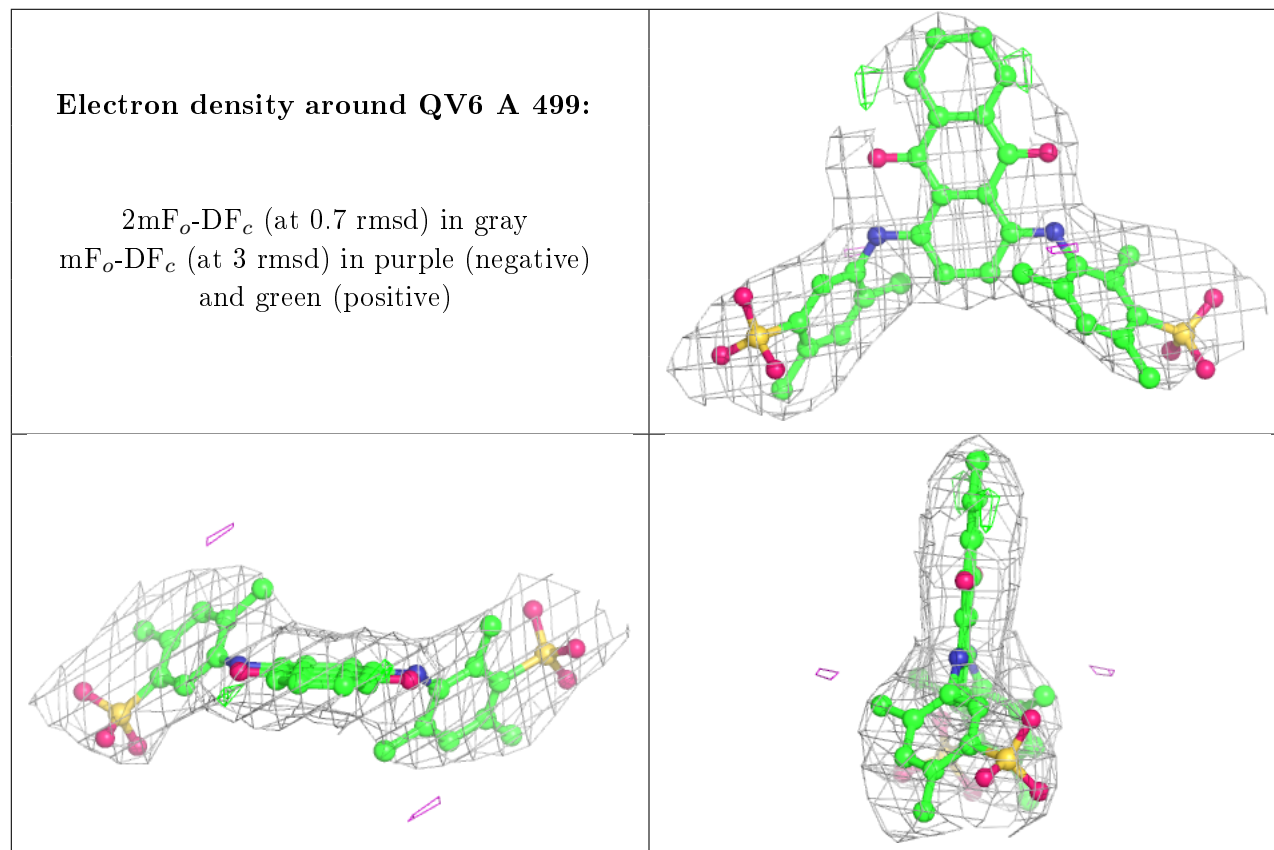 Electron density around QV6 A 499:
2mFo-DFc (at 0.7 rmsd) in gray
mFo-DFc (at 3 rmsd) in purple (negative)
and green (positive)